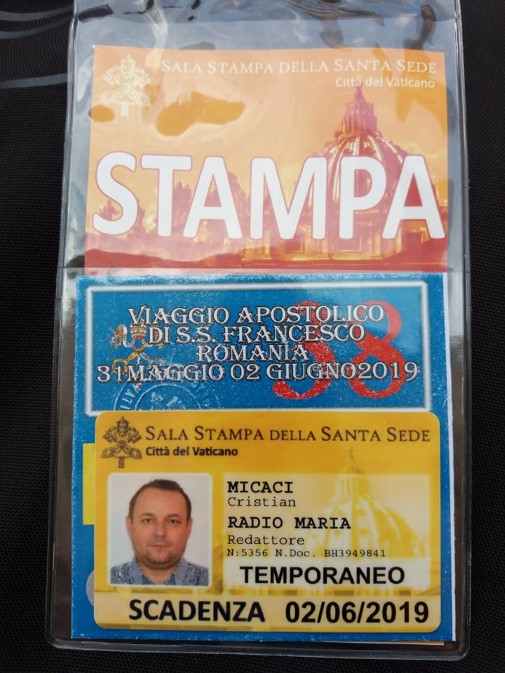 SALA STAMPA DELLA SANTA SEDE
Città del Vaticano
STAMPA
VIAGGIO APOSTOLICO
DI S.S. FRANCESCO
ROMANIA
31 MAGGIO 02 GIUGNO 2019
38
SALA STAMPA DELLA SANTA SEDE
Città del Vaticano
MICACI
Cristian
RADIO MARIA
Redattore
N:5356 N.Doc. BH3949841
TEMPORANEO
SCADENZA 02/06/2019